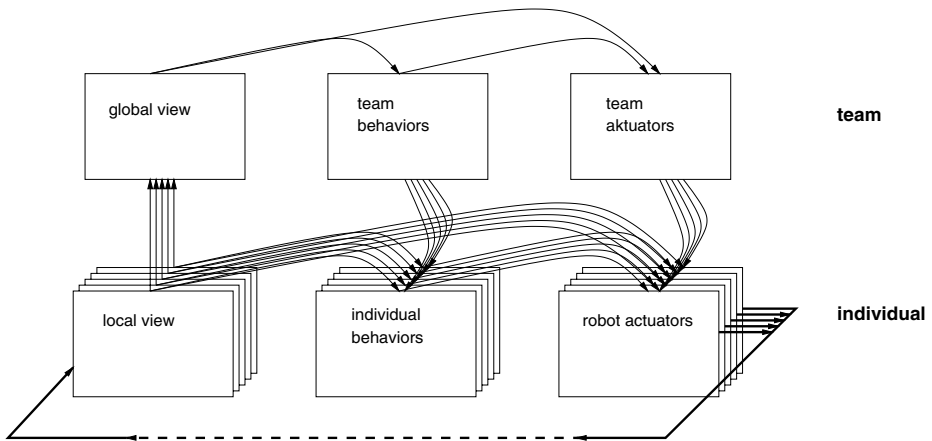 global view
team
behaviors
team
aktuators
team
local view
individual
behaviors
robot actuators
individual